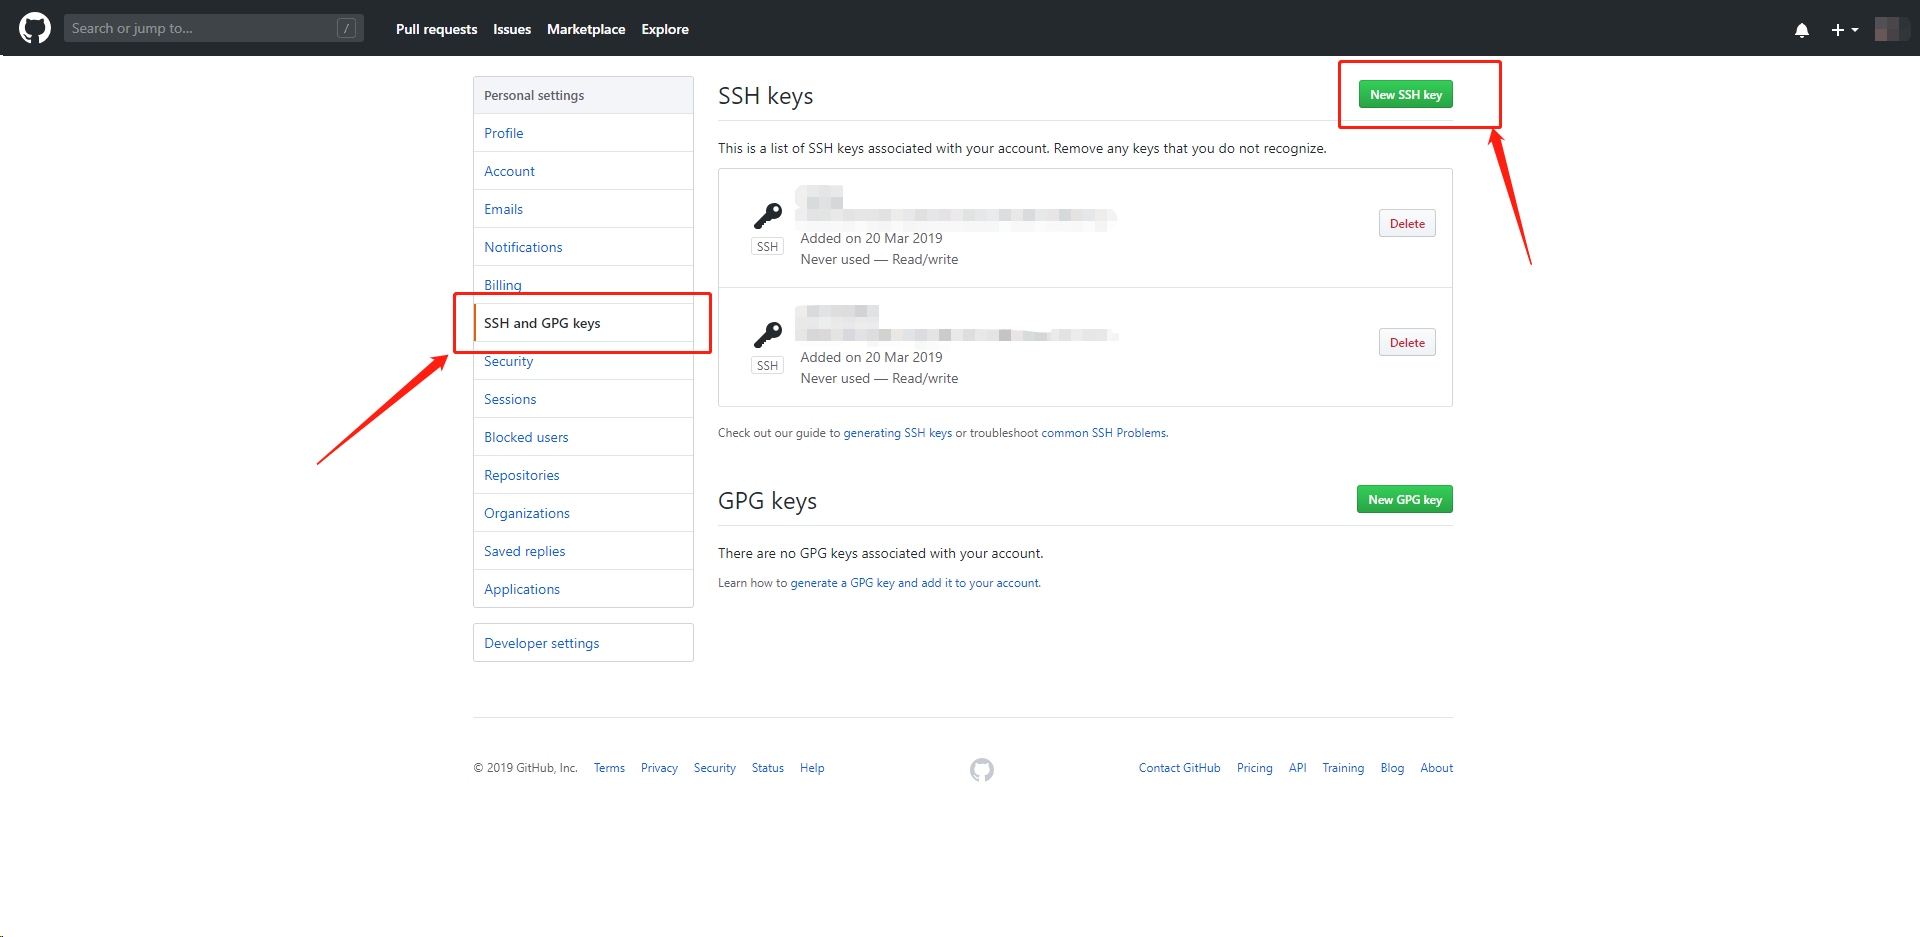 Search or jump to...
/
Pull requests Issues Marketplace Explore
Personal settings
Profile
Account
Emails
Notifications
Billing
SSH and GPG keys
Security
Sessions
Blocked users
Repositories
Organizations
Saved replies
Applications
Developer settings
SSH keys
New SSH key
This is a list of SSH keys associated with your account. Remove any keys that you do not recognize.
SSH
Added on 20 Mar 2019
Never used — Read/write
Delete
SSH
Added on 20 Mar 2019
Never used — Read/write
Delete
Check out our guide to generating SSH keys or troubleshoot common SSH Problems.
GPG keys
New GPG key
There are no GPG keys associated with your account.
Learn how to generate a GPG key and add it to your account.
© 2019 GitHub, Inc. Terms Privacy Security Status Help
Contact GitHub Pricing API Training Blog About